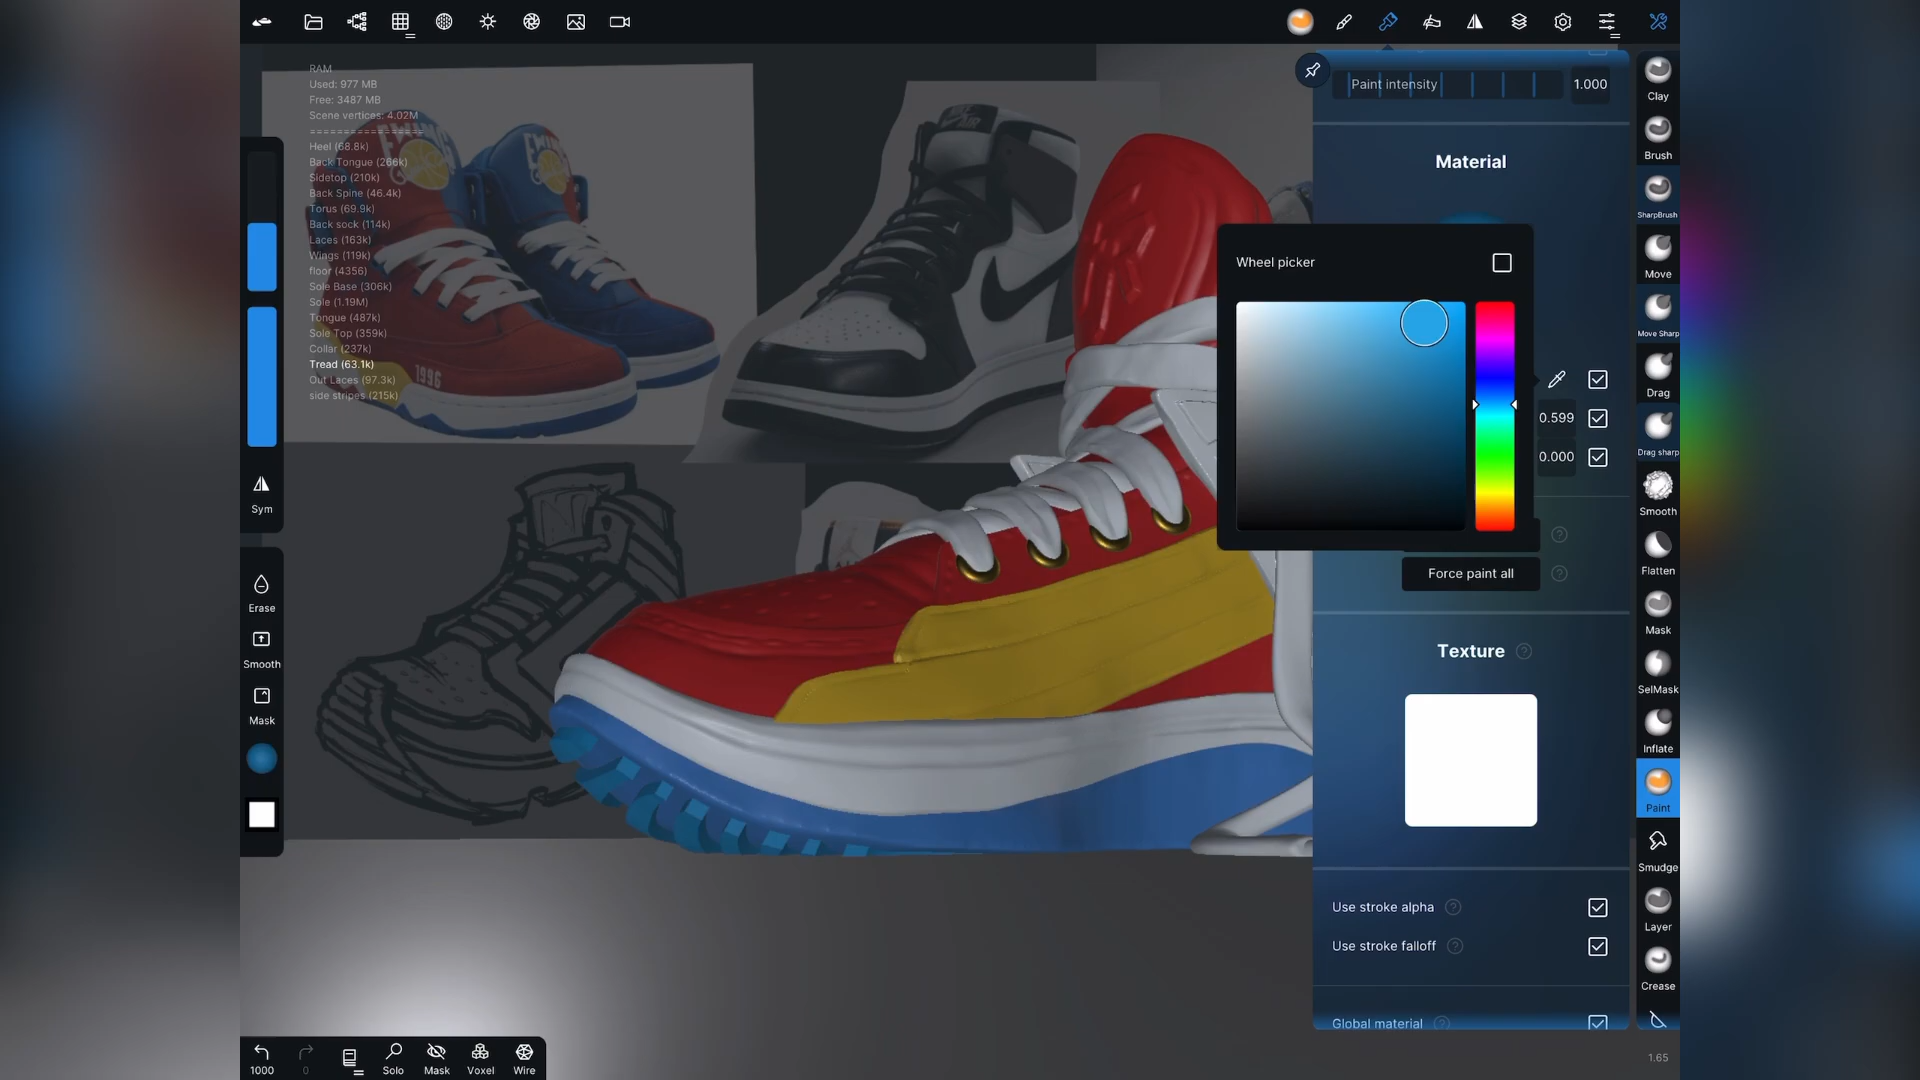 RAM
Used: 977 MB
Free: 3487 MB
Scene vertices: 4.02M
=================
Heel (68.8k)
Back Tongue (266k)
Sidetop (210k)
Back Spine (46.4k)
Torus (69.9k)
Back sock (114k)
Laces (163k)
Wings (119k)
floor (4356)
Sole Base (306k)
Sole (1.19M)
Tongue (487k)
Sole Top (359k)
Collar (237k)
Tread (63.1k)
Out Laces (97.3k)
side stripes (215k)
EWING
EWING
1996
Sym
Erase
Smooth
Mask
1000
0
Solo
Mask
Voxel
Wire
Paint intensity
1.000
Material
Wheel picker
0.599
0.000
Force paint all
Texture
Use stroke alpha
Use stroke falloff
Global material
Clay
Brush
SharpBrush
Move
Move Sharp
Drag
Drag sharp
Smooth
Flatten
Mask
SelMask
Inflate
Paint
Smudge
Layer
Crease
1.65